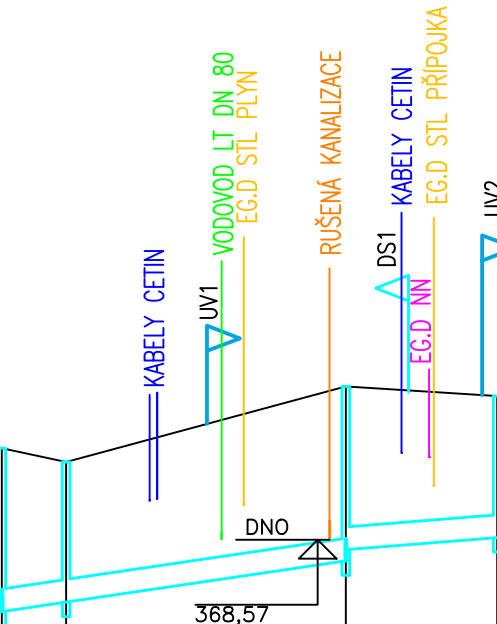 KABELY CETIN
UV1
VODOVOD LT DN 80
EG.D STL PLYN
RUŠENÁ KANALIZACE
DS1
KABELY CETIN
EG.D NN
EG.D STL PŘÍPOJKA
UV2
DNO
368,57